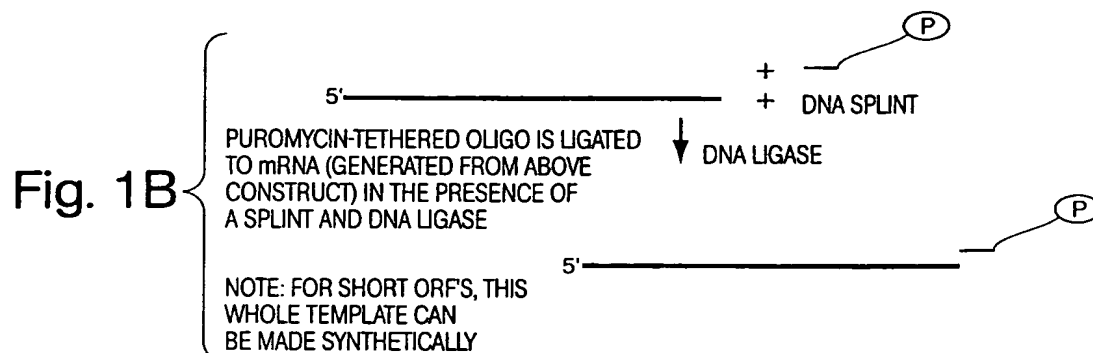 P
+
5'
+ DNA SPLINT
PUROMYCIN-TETHERED OLIGO IS LIGATED
TO mRNA (GENERATED FROM ABOVE
CONSTRUCT) IN THE PRESENCE OF
A SPLINT AND DNA LIGASE
DNA LIGASE
Fig. 1B
P
5'
NOTE: FOR SHORT ORF'S, THIS
WHOLE TEMPLATE CAN
BE MADE SYNTHETICALLY